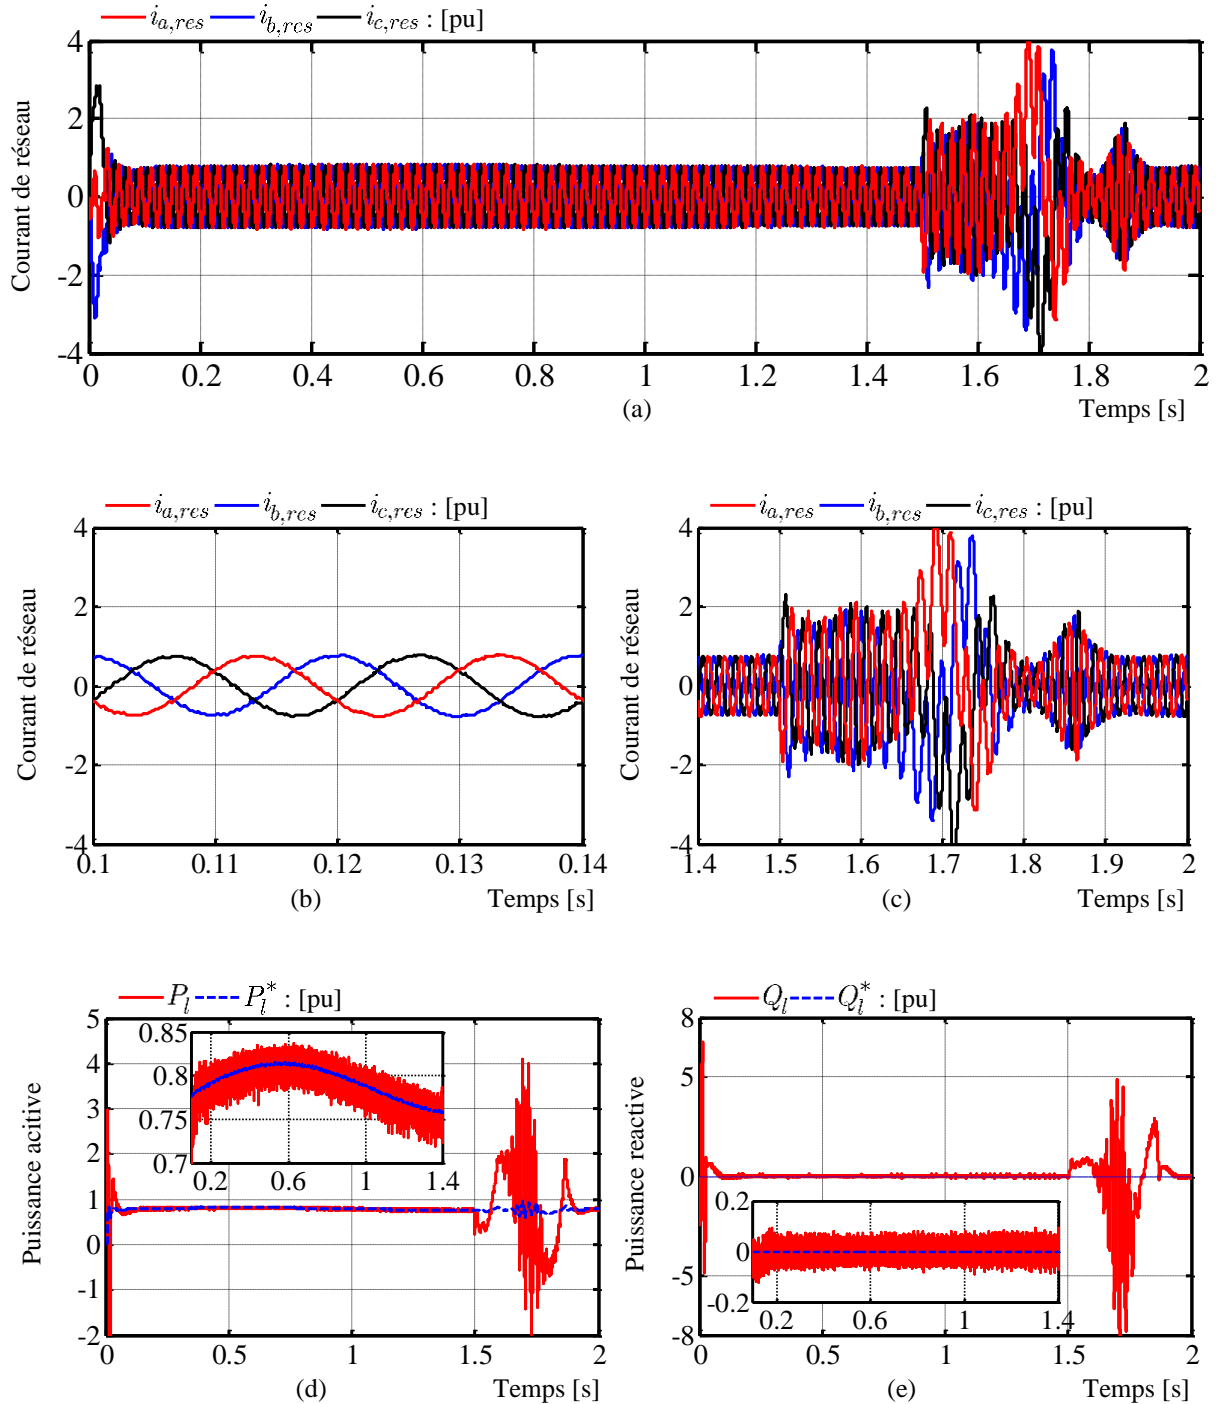 i_{a,res} i_{b,res} i_{c,res} : [pu]
Courant de réseau
4
2
0
-2
-4
0 0.2 0.4 0.6 0.8 1 1.2 1.4 1.6 1.8 2
(a)
Temps [s]
i_{a,res} i_{b,res} i_{c,res} : [pu]
Courant de réseau
4
2
0
-2
-4
0.1 0.11 0.12 0.13 0.14
(b)
Temps [s]
i_{a,res} i_{b,res} i_{c,res} : [pu]
Courant de réseau
4
2
0
-2
-4
1.4 1.5 1.6 1.7 1.8 1.9 2
(c)
Temps [s]
P_l P_l^* : [pu]
Puissance acitive
5
4
3
2
1
0
-1
-2
0.85
0.8
0.75
0.7
0.2 0.6 1 1.4
0 0.5 1 1.5 2
(d)
Temps [s]
Q_l Q_l^* : [pu]
Puissance reactive
8
5
0
-5
-8
0.2
0
-0.2
0.2 0.6 1 1.4
0 0.5 1 1.5 2
(e)
Temps [s]